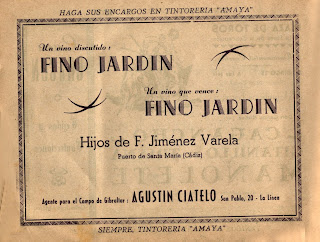 HAGA SUS ENCARGOS EN TINTORERIA "AMAYA"
Un vino discutido:
FINO JARDIN
Un vino que vence:
FINO JARDIN
Hijos de F. Jiménez Varela
Puerto de Santa María (Cádiz)
Agente para el Campo de Gibraltar: AGUSTIN CIATELO San Pablo, 20 - La Línea
SIEMPRE, TINTORERIA "AMAYA"